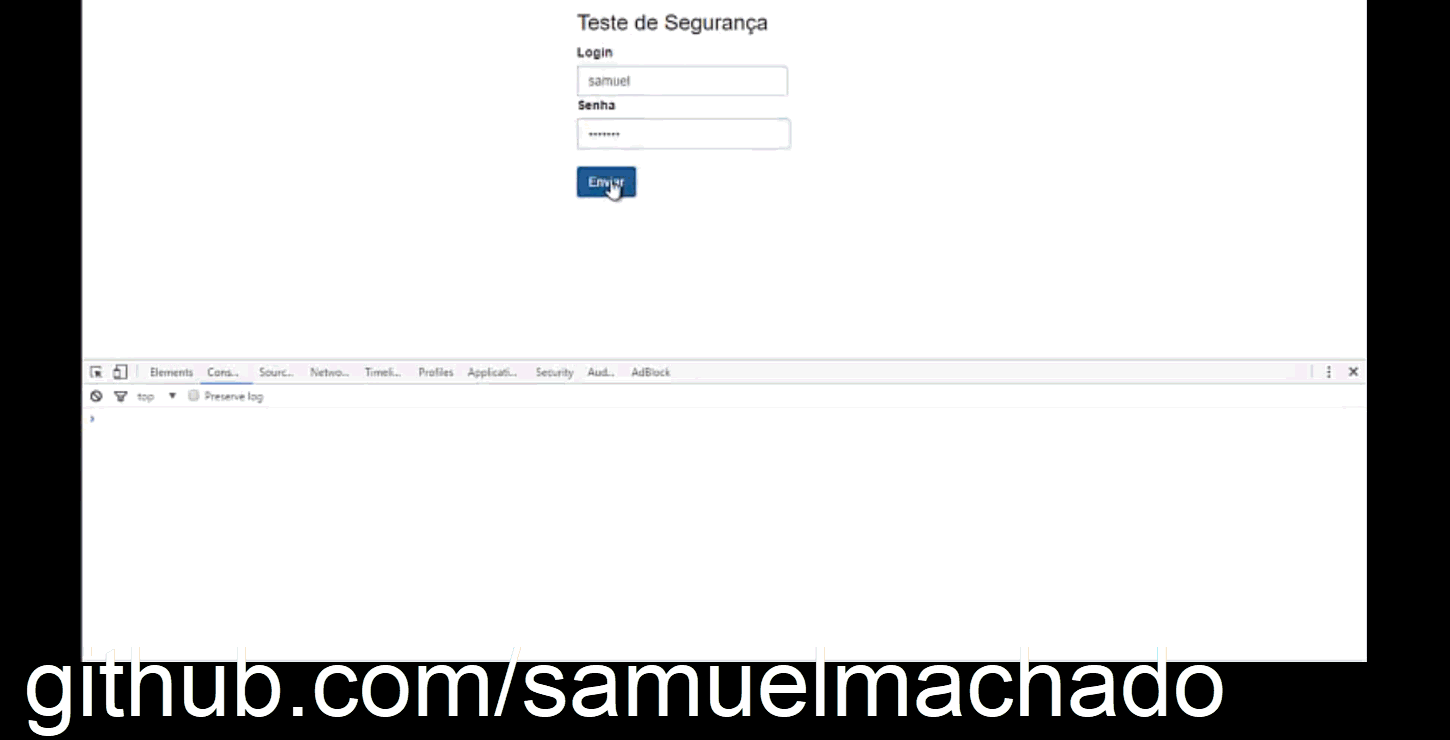 Teste de Segurança
Login
samuel
Senha
•••••••
Enviar
Elements Cons... Sourc... Netwo... Timeli... Profiles Applicati... Security Aud... AdBlock
top Preserve log
github.com/samuelmachado